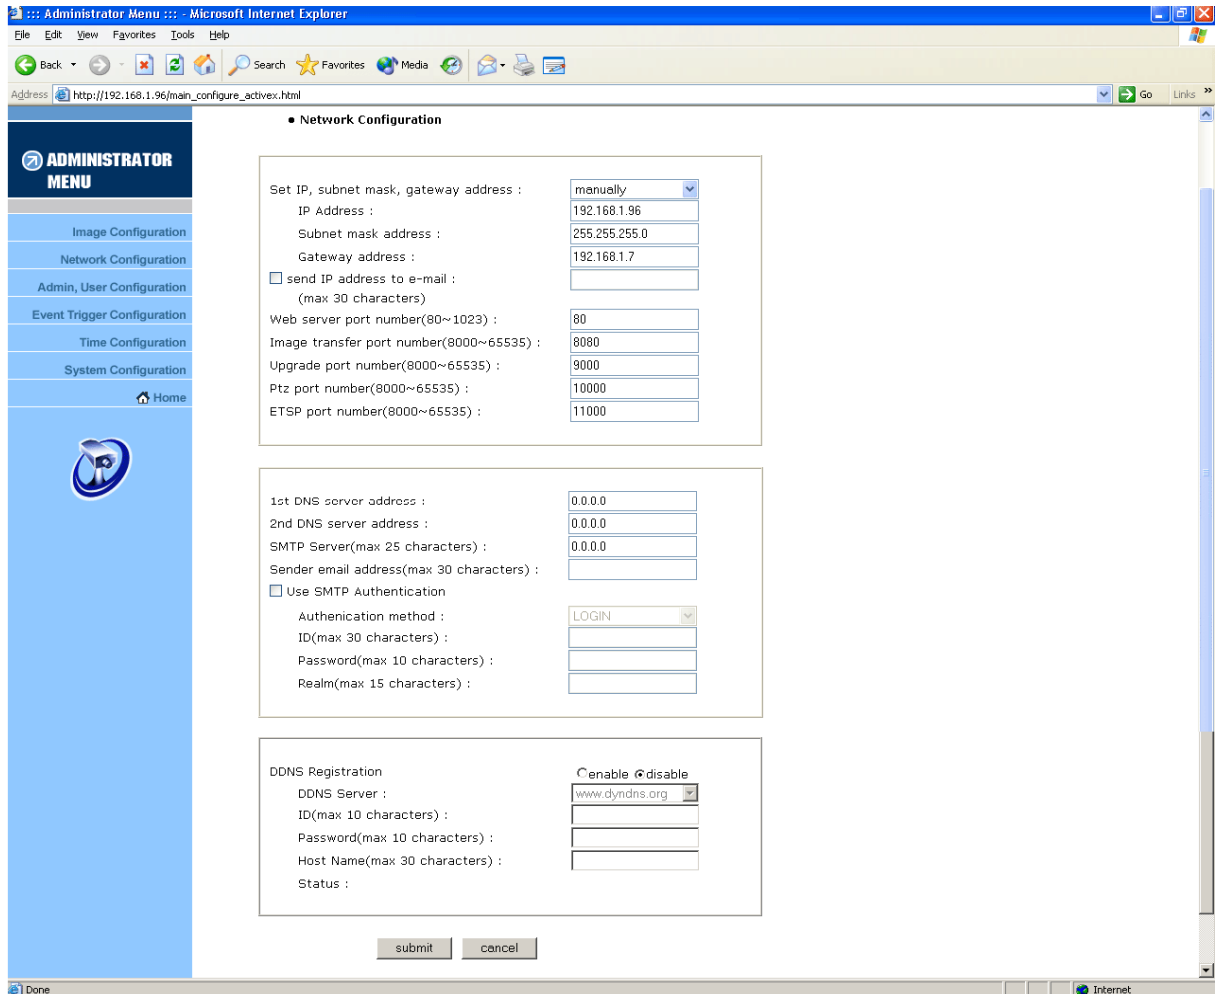 ::: Administrator Menu ::: - Microsoft Internet Explorer
File Edit View Favorites Tools Help
Back Search Favorites Media
Address http://192.168.1.96/main_configure_activex.html Go Links »
ADMINISTRATOR
MENU
Image Configuration
Network Configuration
Admin, User Configuration
Event Trigger Configuration
Time Configuration
System Configuration
Home
• Network Configuration
Set IP, subnet mask, gateway address : manually
IP Address : 192.168.1.96
Subnet mask address : 255.255.255.0
Gateway address : 192.168.1.7
send IP address to e-mail :
(max 30 characters)
Web server port number(80~1023) : 80
Image transfer port number(8000~65535) : 8080
Upgrade port number(8000~65535) : 9000
Ptz port number(8000~65535) : 10000
ETSP port number(8000~65535) : 11000
1st DNS server address : 0.0.0.0
2nd DNS server address : 0.0.0.0
SMTP Server(max 25 characters) : 0.0.0.0
Sender email address(max 30 characters) :
Use SMTP Authentication
Authenication method : LOGIN
ID(max 30 characters) :
Password(max 10 characters) :
Realm(max 15 characters) :
DDNS Registration enable disable
DDNS Server : www.dyndns.org
ID(max 10 characters) :
Password(max 10 characters) :
Host Name(max 30 characters) :
Status :
submit cancel
Done Internet